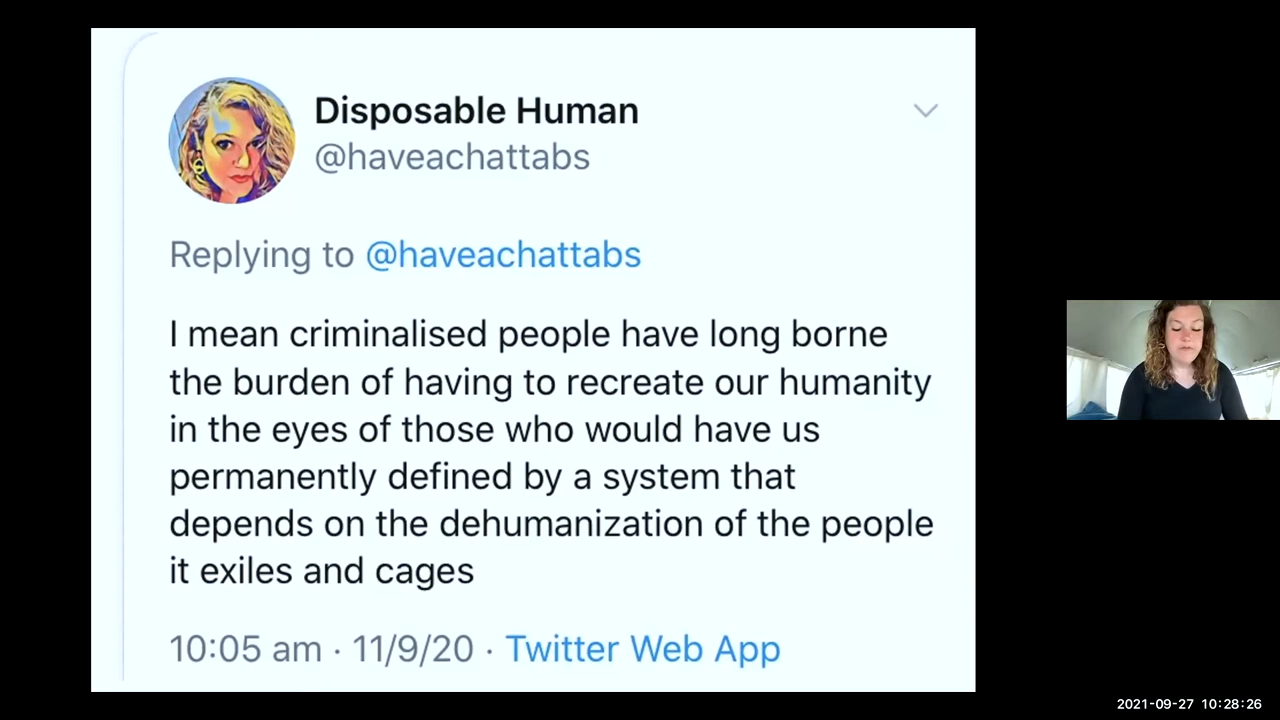 Disposable Human
@haveachattabs
Replying to @haveachattabs
I mean criminalised people have long borne
the burden of having to recreate our humanity
in the eyes of those who would have us
permanently defined by a system that
depends on the dehumanization of the people
it exiles and cages
10:05 am · 11/9/20 · Twitter Web App
2021-09-27 10:28:26